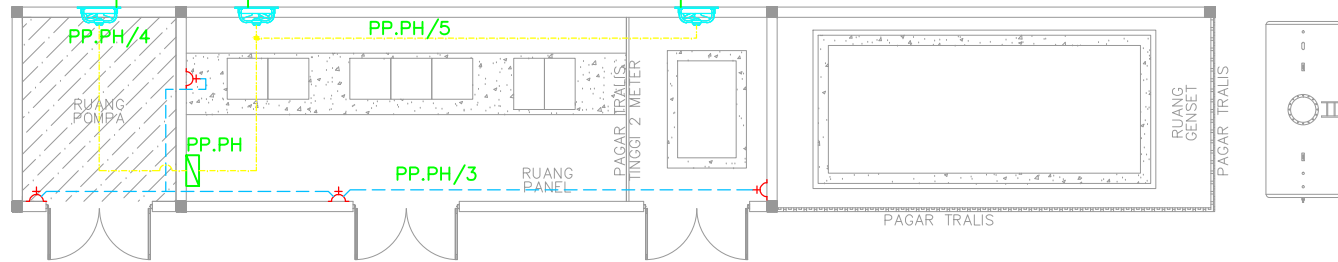 PP.PH/4
PP.PH/5
RUANG
POMPA
PP.PH
PP.PH/3
RUANG
PANEL
PAGAR TRALIS
TINGGI 2 METER
RUANG
GENSET
PAGAR TRALIS
PAGAR TRALIS